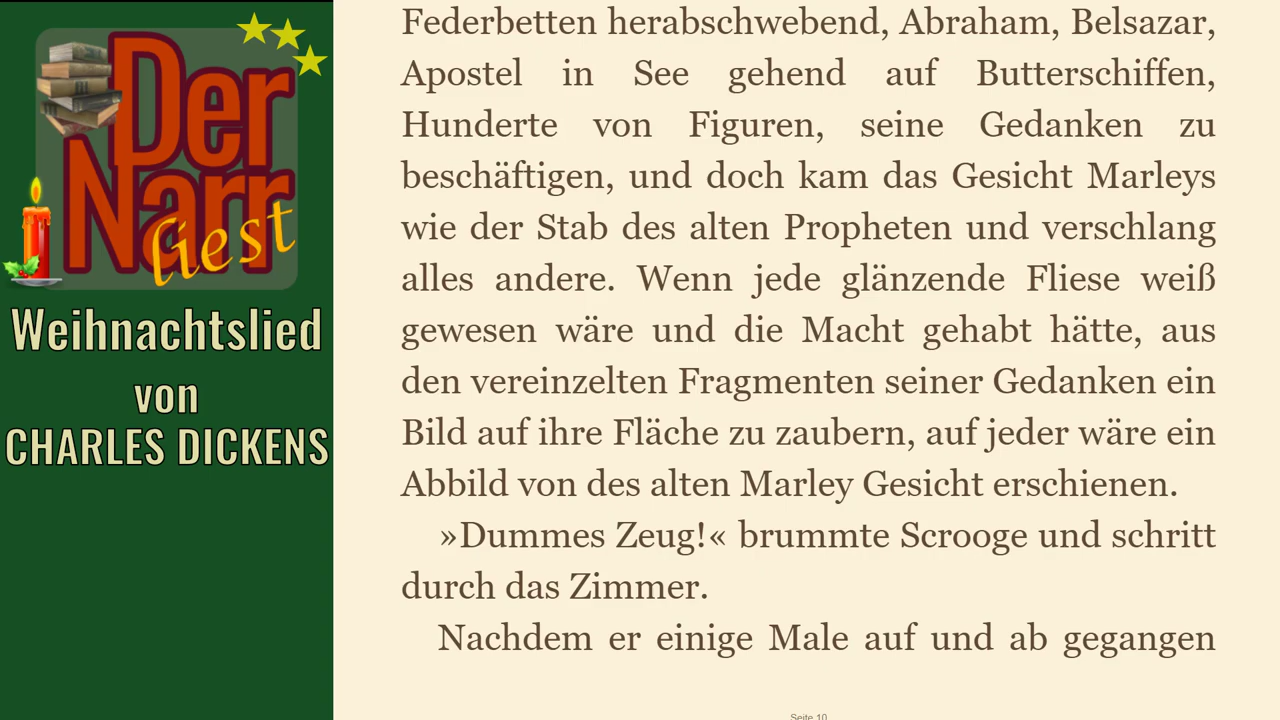 Der
Narr
liest
Weihnachtslied
von
CHARLES DICKENS
Federbetten herabschwebend, Abraham, Belsazar,
Apostel in See gehend auf Butterschiffen,
Hunderte von Figuren, seine Gedanken zu
beschäftigen, und doch kam das Gesicht Marleys
wie der Stab des alten Propheten und verschlang
alles andere. Wenn jede glänzende Fliese weiß
gewesen wäre und die Macht gehabt hätte, aus
den vereinzelten Fragmenten seiner Gedanken ein
Bild auf ihre Fläche zu zaubern, auf jeder wäre ein
Abbild von des alten Marley Gesicht erschienen.
»Dummes Zeug!« brummte Scrooge und schritt
durch das Zimmer.
Nachdem er einige Male auf und ab gegangen
Seite 10